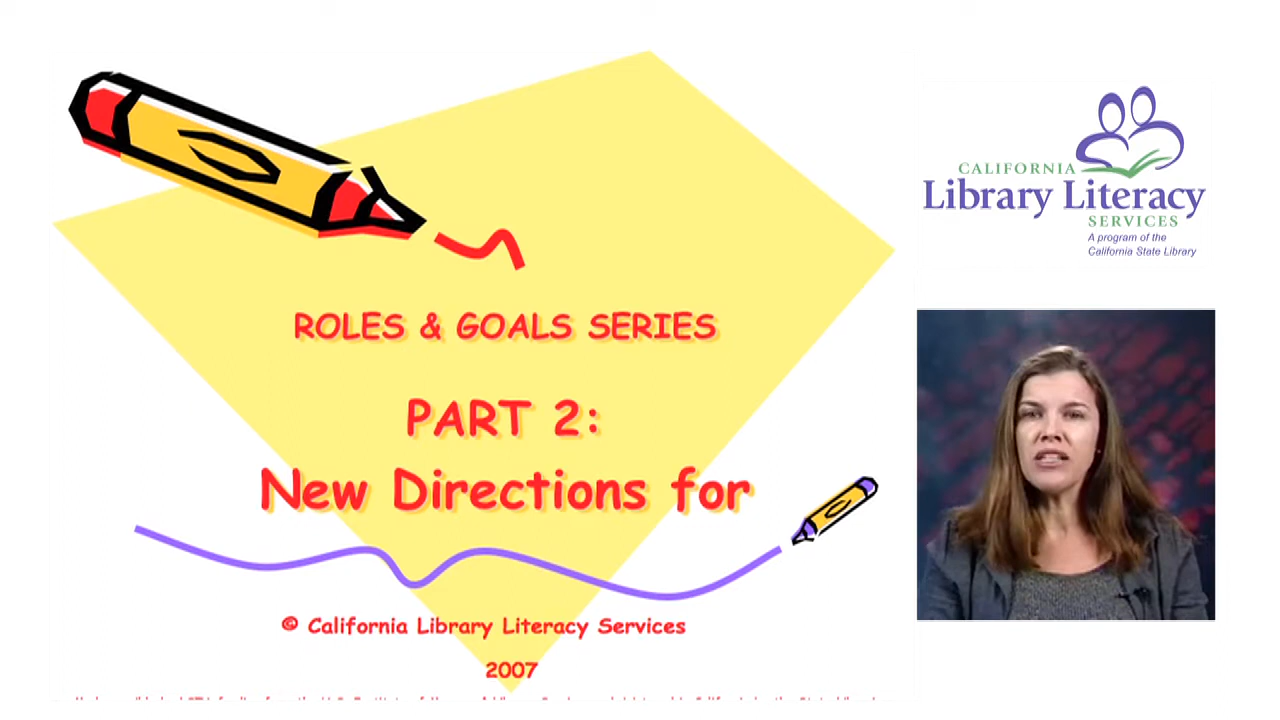 ROLES & GOALS SERIES
PART 2:
New Directions for
© California Library Literacy Services
2007
CALIFORNIA
Library Literacy
SERVICES
A program of the
California State Library